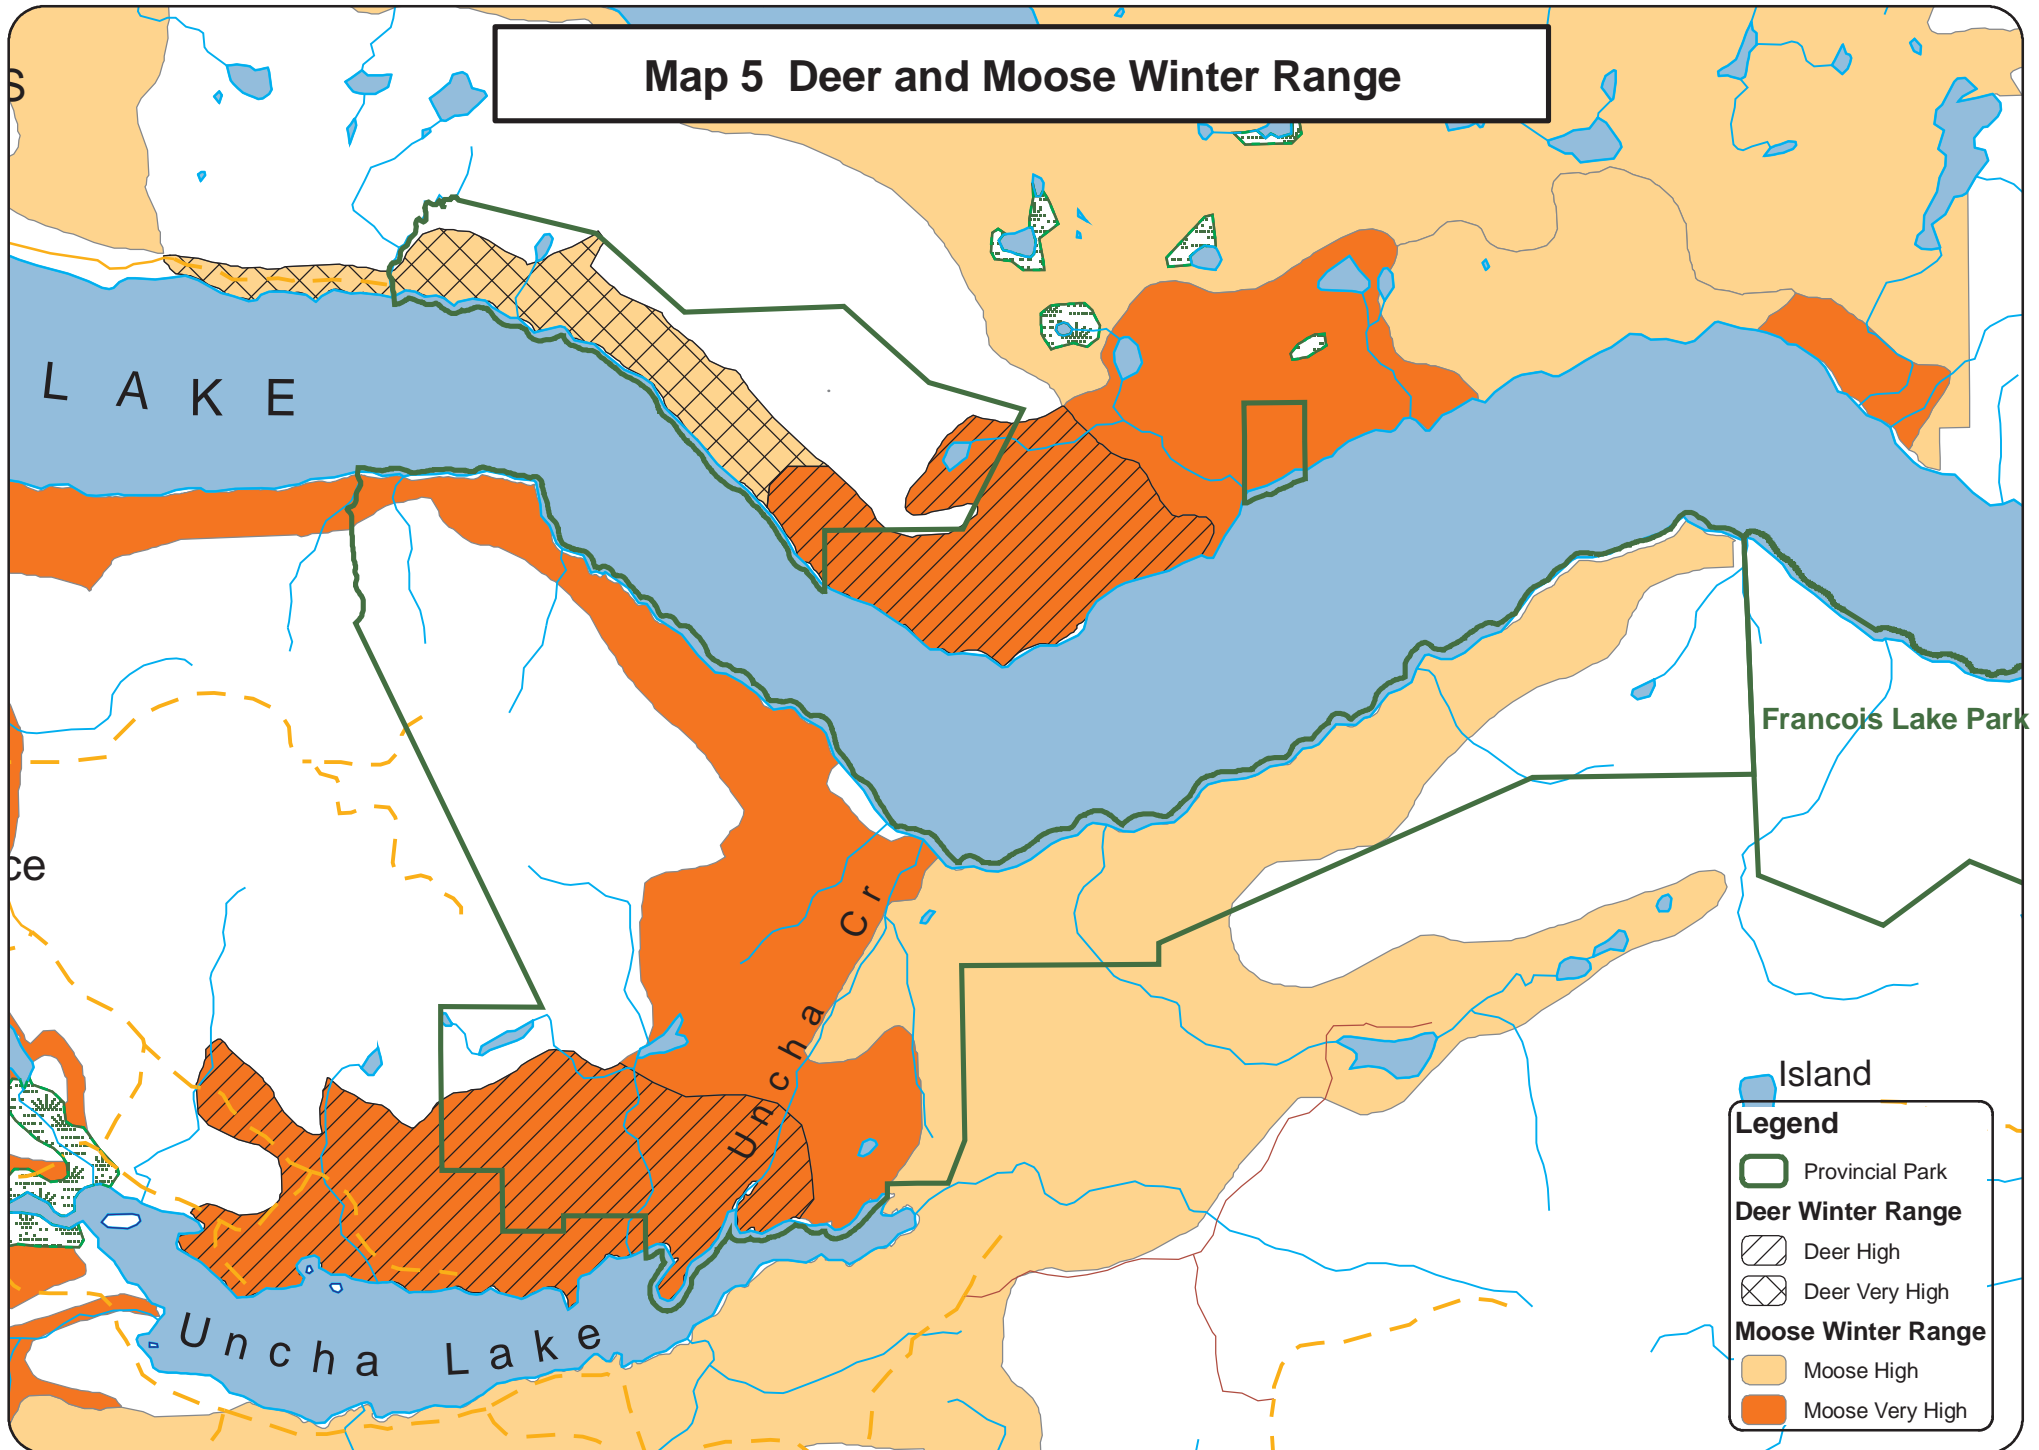 Map 5 Deer and Moose Winter Range
S
LAKE
Francois Lake Park
ce
Uncha Cr
Island
Uncha Lake
Legend
Provincial Park
Deer Winter Range
Deer High
Deer Very High
Moose Winter Range
Moose High
Moose Very High